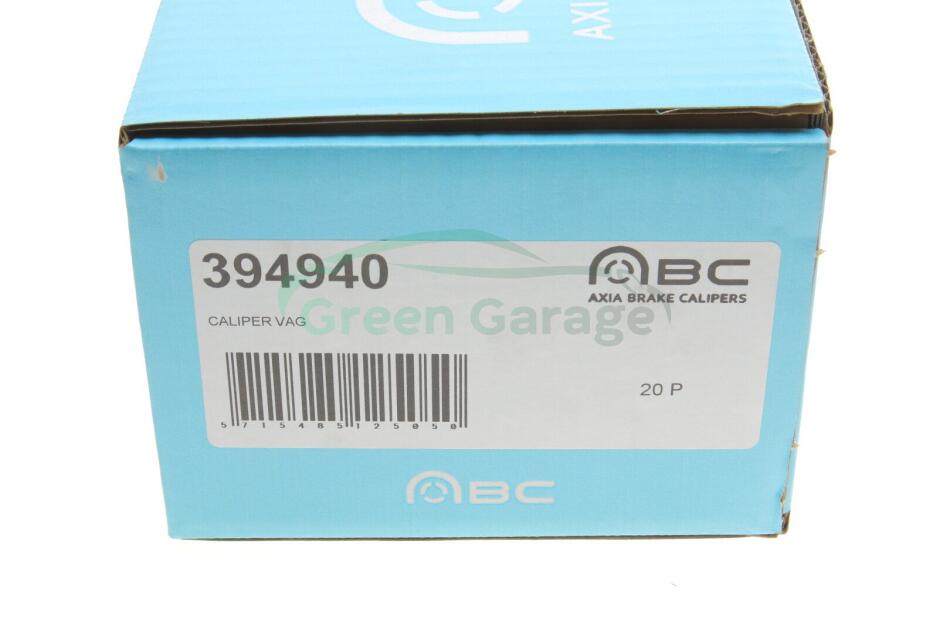 AXI
394940
ABC
AXIA BRAKE CALIPERS
Green Garage
CALIPER VAG
20 P
5715485125050
ABC